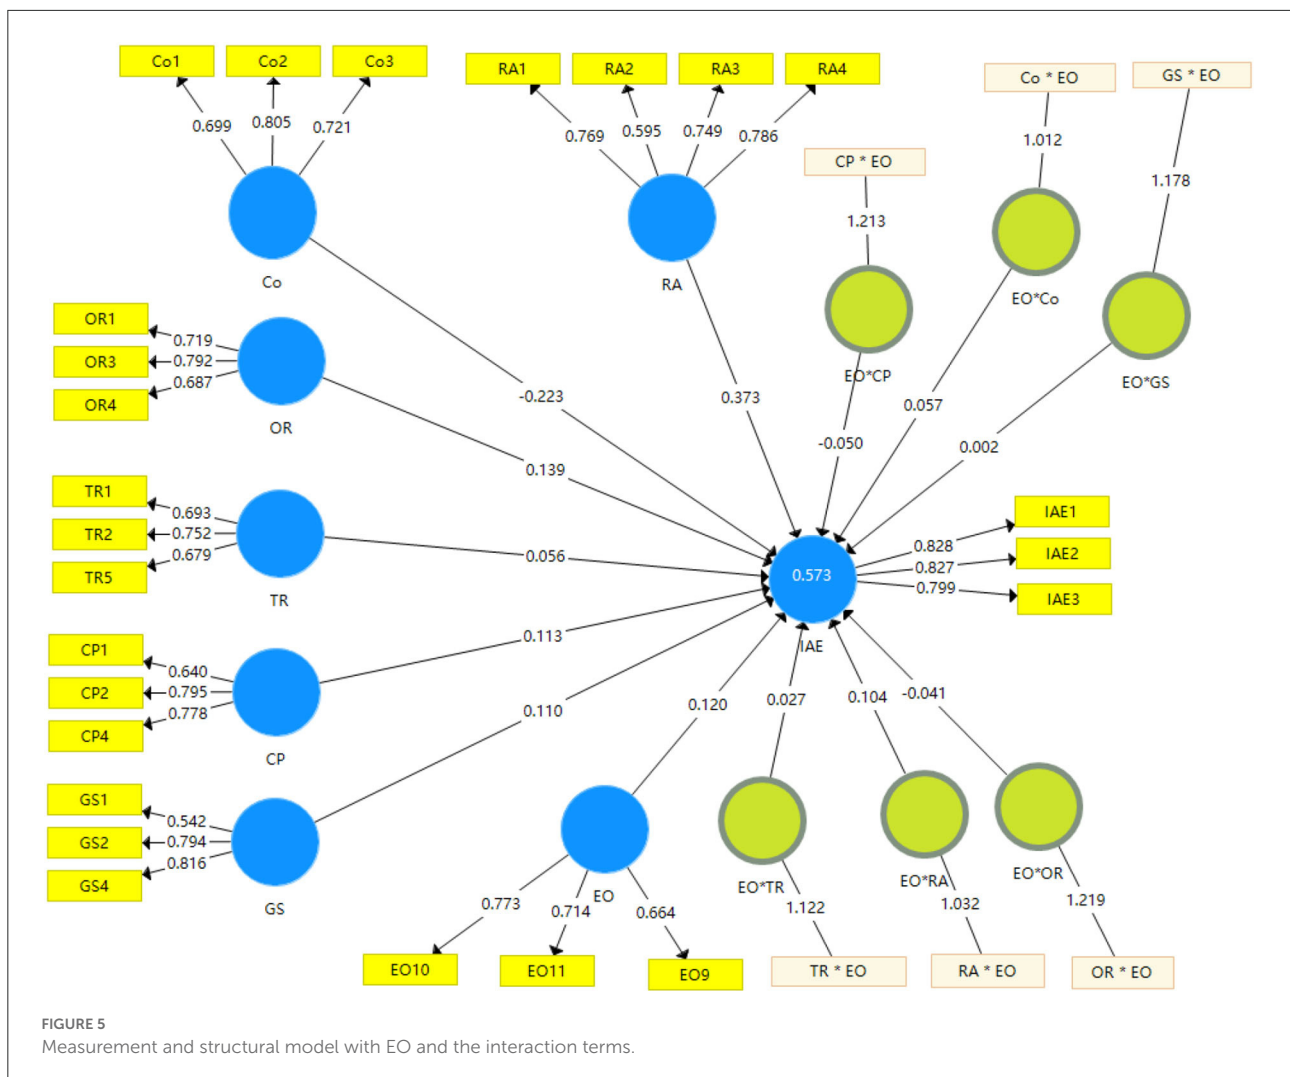 Co1
Co2
Co3
RA1
RA2
RA3
RA4
Co * EO
GS * EO
0.699
0.805
0.721
0.769
0.595
0.749
0.786
1.012
CP * EO
1.178
1.213
Co
RA
EO*Co
OR1
0.719
OR3
0.792
OR4
0.687
OR
EO*CP
EO*GS
-0.223
0.373
0.057
-0.050
0.002
0.139
TR1
0.693
TR2
0.752
TR5
0.679
TR
0.056
0.573
IAE
0.828
IAE1
0.827
IAE2
0.799
IAE3
CP1
0.640
CP2
0.795
CP4
0.778
CP
0.113
0.110
0.120
0.027
0.104
-0.041
GS1
0.542
GS2
0.794
GS4
0.816
GS
EO
EO*TR
EO*RA
EO*OR
0.773
0.714
0.664
1.122
1.032
1.219
EO10
EO11
EO9
TR * EO
RA * EO
OR * EO
FIGURE 5
Measurement and structural model with EO and the interaction terms.